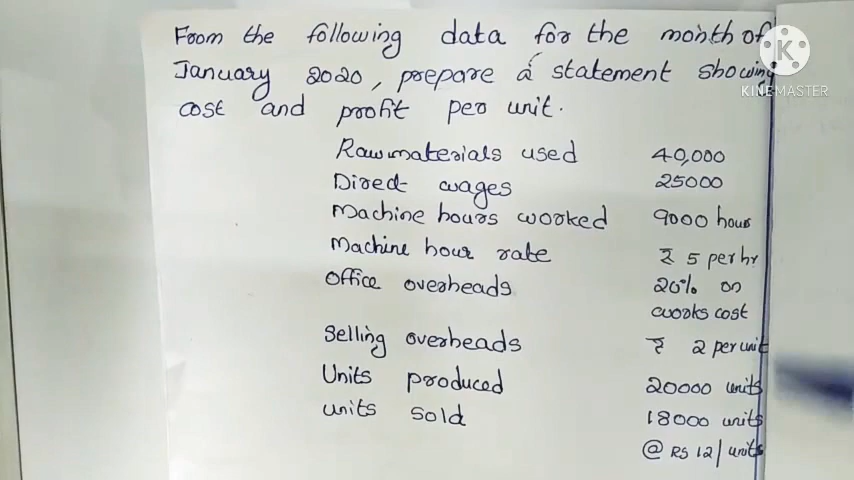 From the following data for the month of
January 2020, prepare a statement showing
cost and profit per unit.
Raw materials used 40,000
Direct wages 25000
Machine hours worked 9000 hours
Machine hour rate ₹ 5 per hr
Office overheads 20% on
works cost
Selling overheads ₹ 2 per unit
Units produced 20000 units
units sold 18000 units
@ RS 12/units
K
KINEMASTER